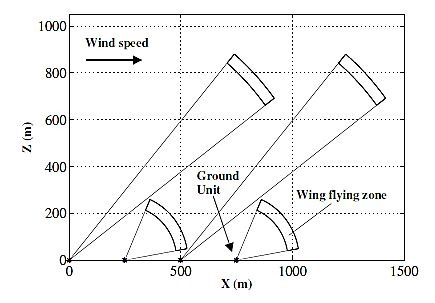 1000
Wind speed
800
600
Z (m)
400
Ground
Unit
Wing flying zone
200
0
0
500
1000
1500
X (m)